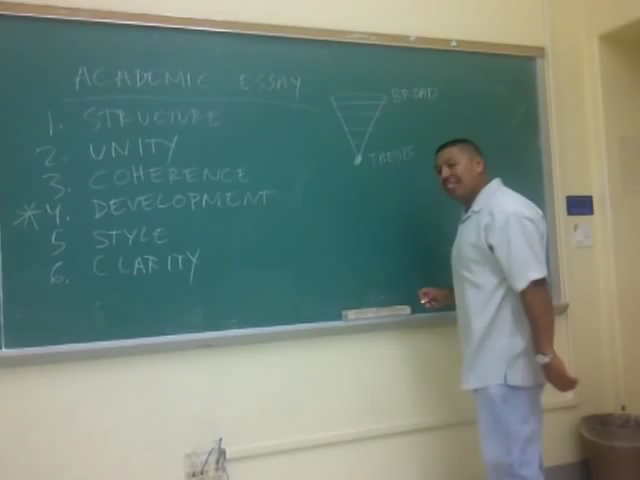 ACADEMIC ESSAY
1. STRUCTURE
2. UNITY
3. COHERENCE
*4. DEVELOPMENT
5 STYLE
6. CLARITY
BROAD
THESIS